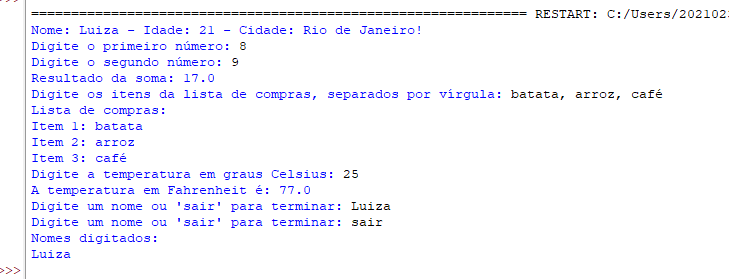 >>>
================================================================ RESTART: C:/Users/202102
Nome: Luiza - Idade: 21 - Cidade: Rio de Janeiro!
Digite o primeiro número: 8
Digite o segundo número: 9
Resultado da soma: 17.0
Digite os itens da lista de compras, separados por vírgula: batata, arroz, café
Lista de compras:
Item 1: batata
Item 2: arroz
Item 3: café
Digite a temperatura em graus Celsius: 25
A temperatura em Fahrenheit é: 77.0
Digite um nome ou 'sair' para terminar: Luiza
Digite um nome ou 'sair' para terminar: sair
Nomes digitados:
Luiza
>>>